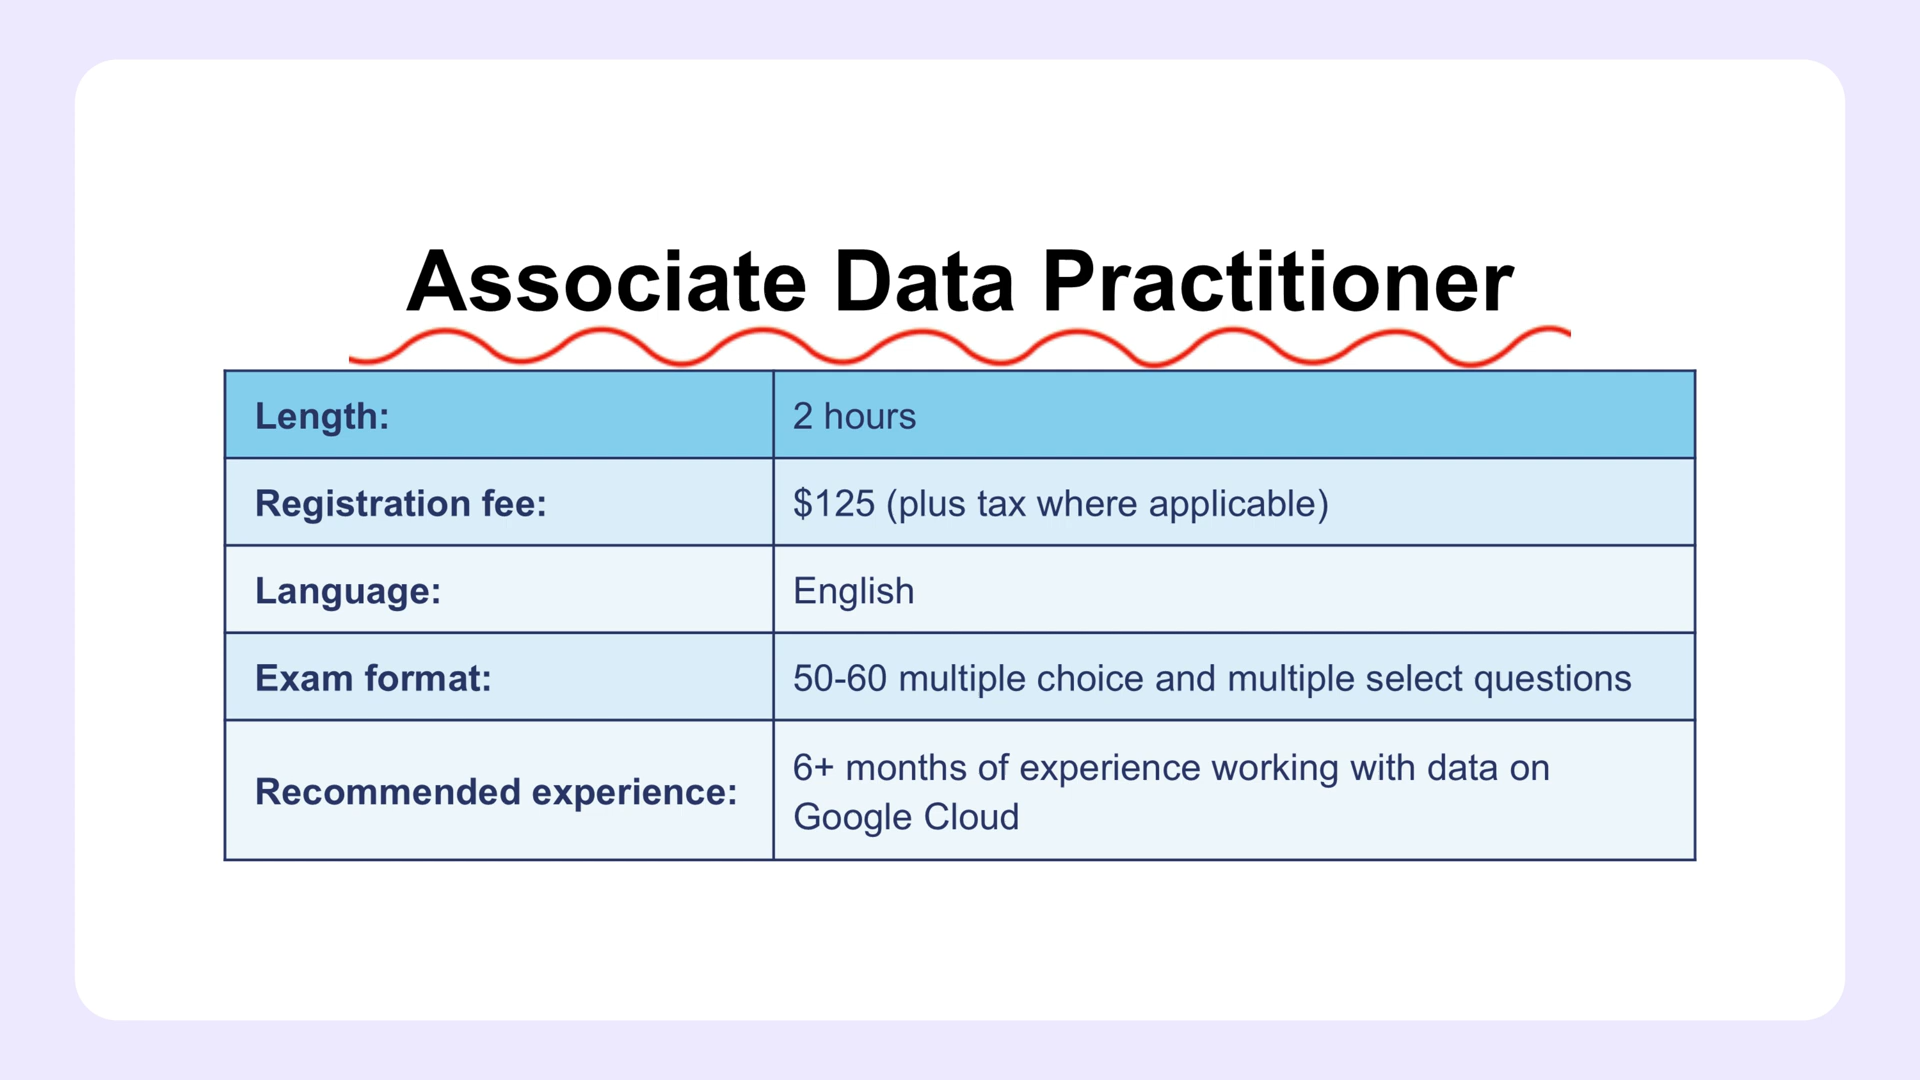 Associate Data Practitioner
Length: 2 hours
Registration fee: $125 (plus tax where applicable)
Language: English
Exam format: 50-60 multiple choice and multiple select questions
Recommended experience: 6+ months of experience working with data on
Google Cloud